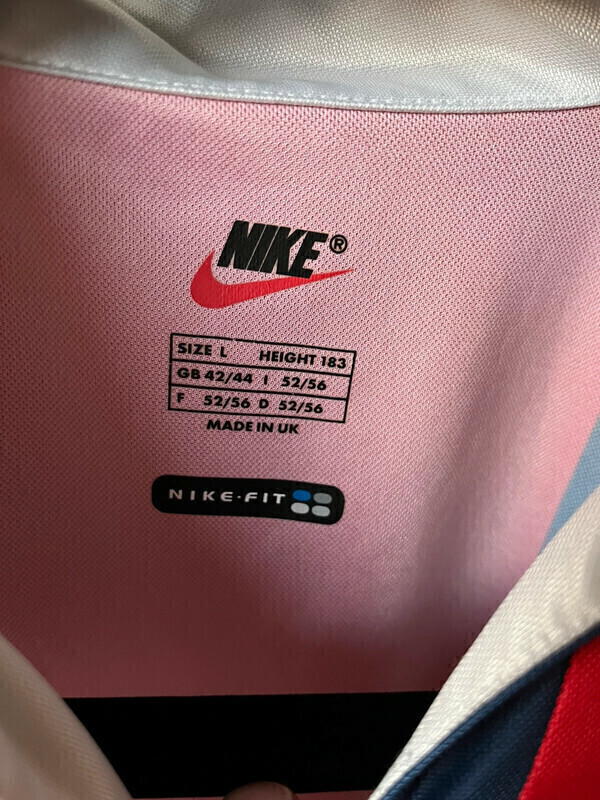 NIKE®
SIZE L HEIGHT 183
GB 42/44 I 52/56
F 52/56 D 52/56
MADE IN UK
NIKE·FIT